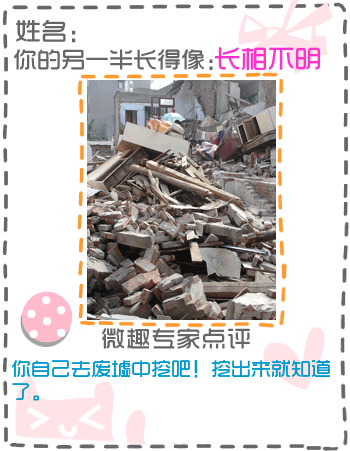 姓名：
你的另一半长得像：长相不明
微趣专家点评
你自己去废墟中挖吧！挖出来就知道
了。